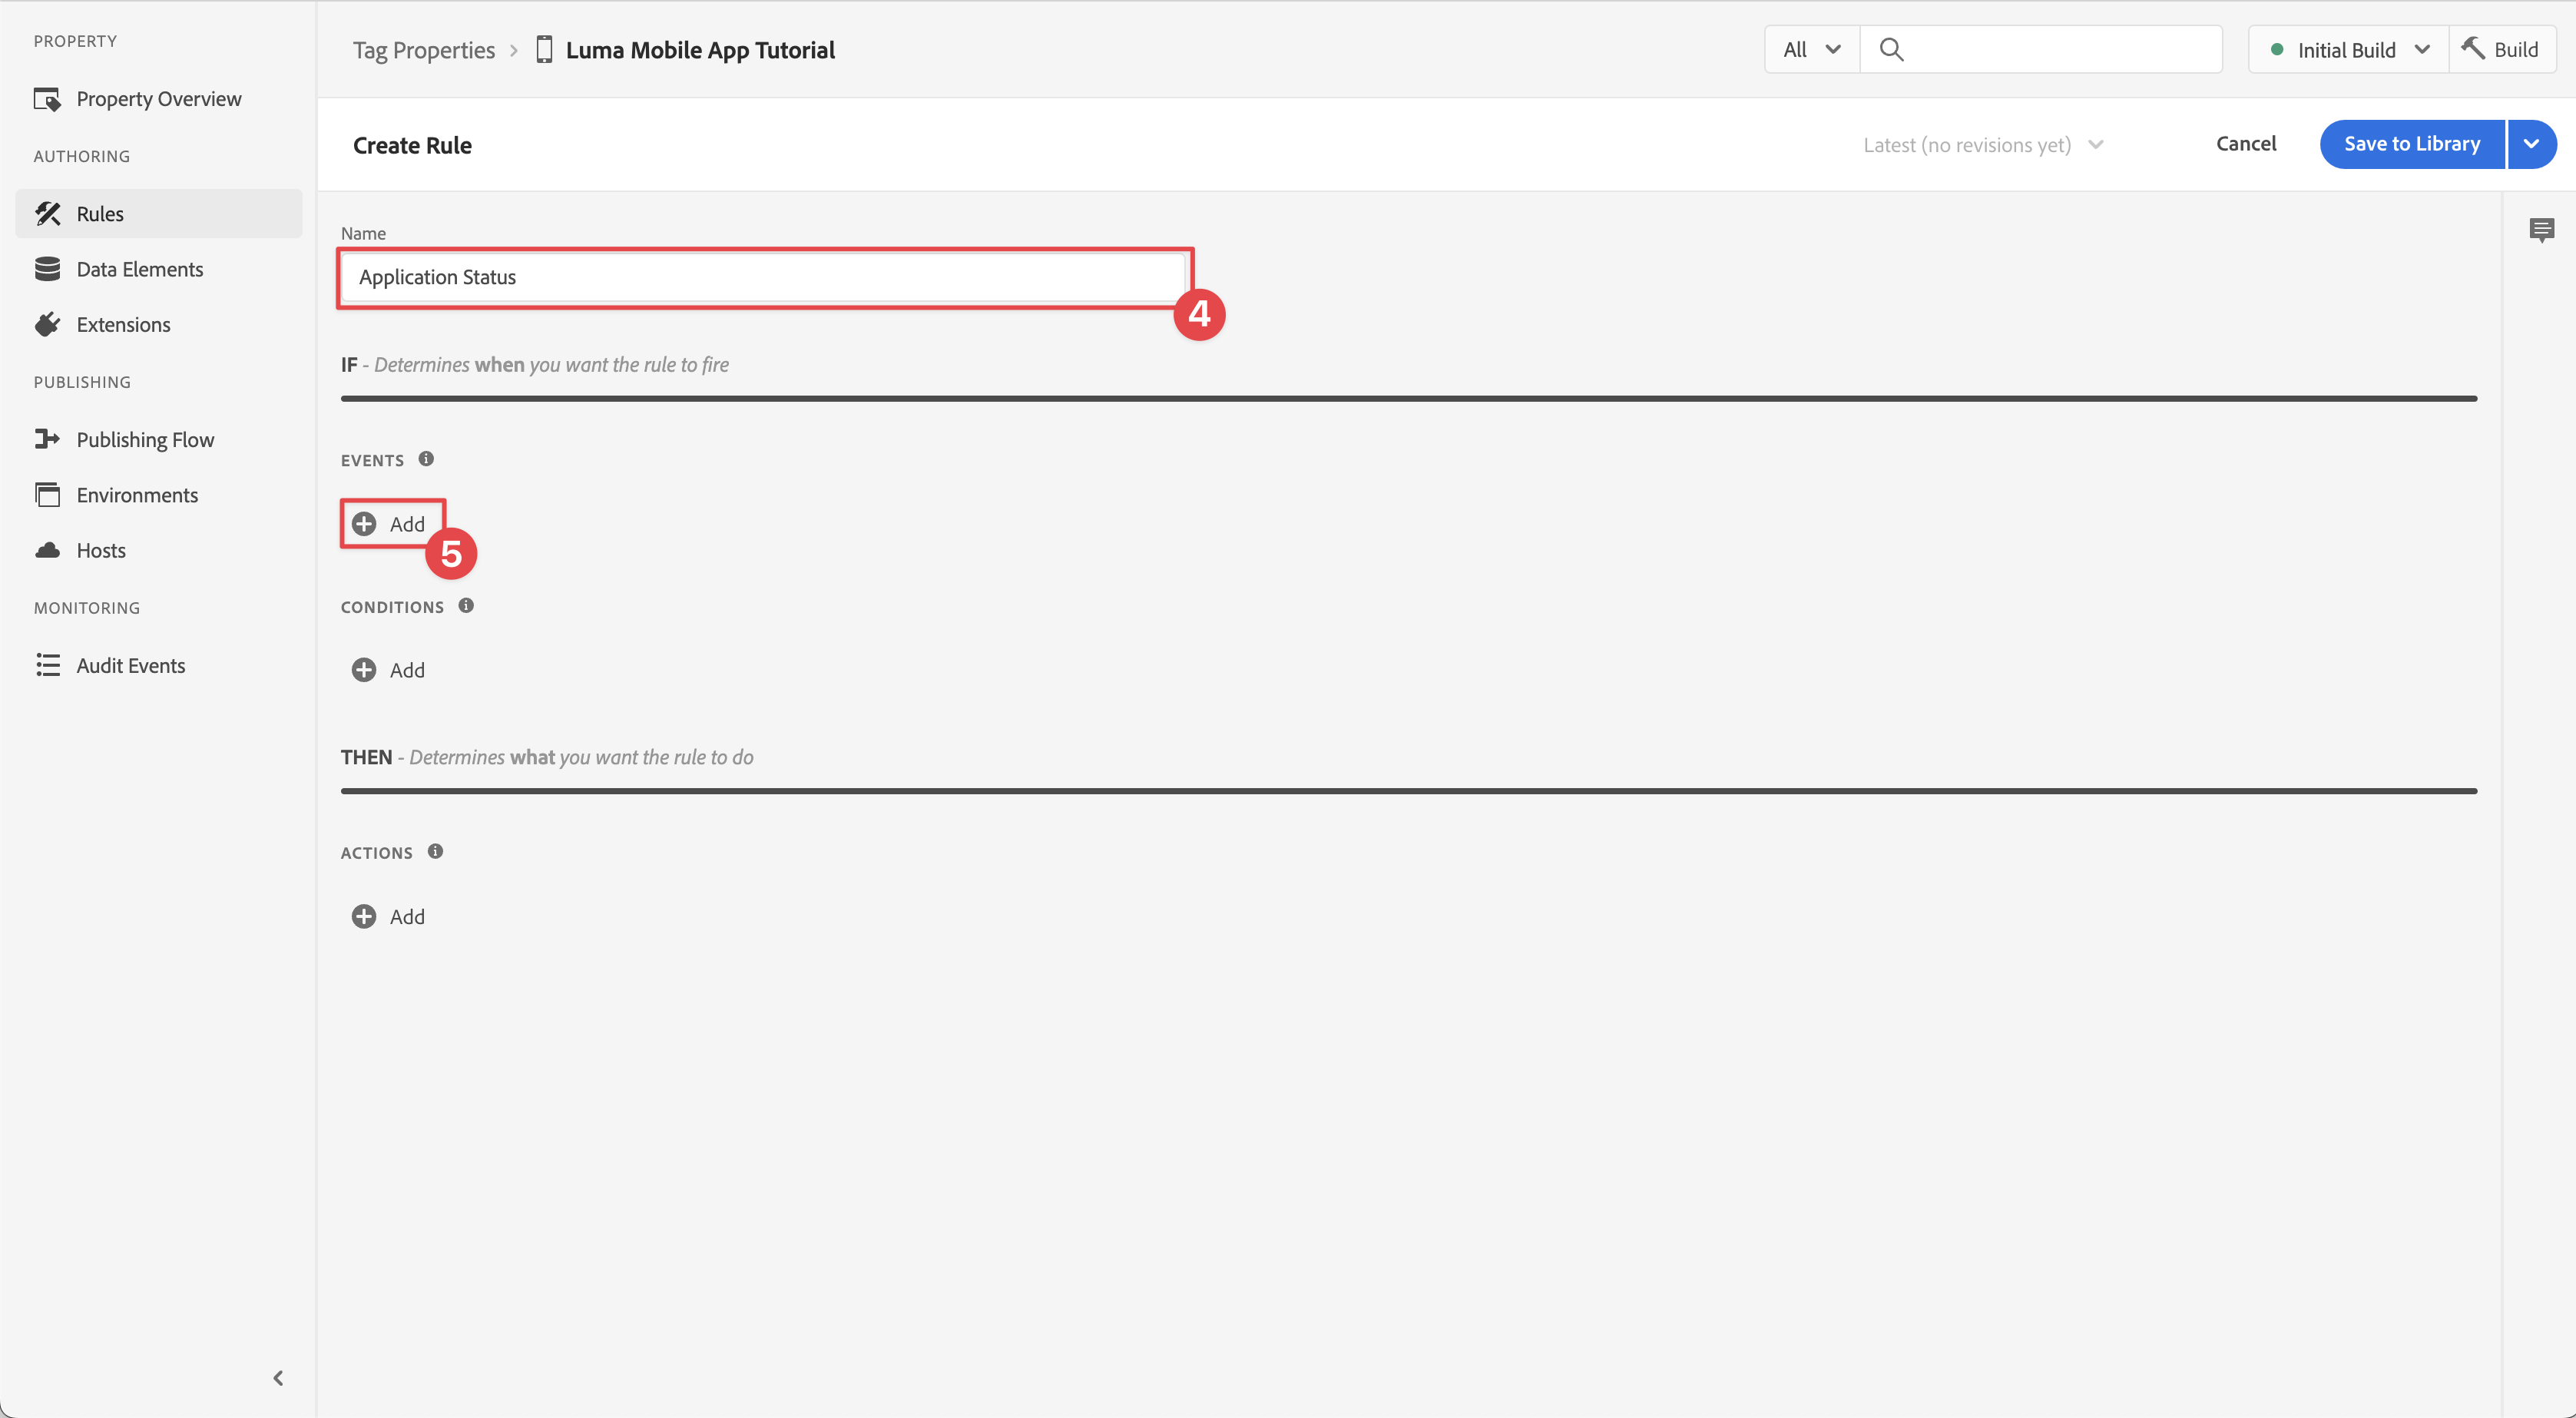 PROPERTY
Property Overview
AUTHORING
Rules
Data Elements
Extensions
PUBLISHING
Publishing Flow
Environments
Hosts
MONITORING
Audit Events
Tag Properties > Luma Mobile App Tutorial
All
Initial Build
Build
Create Rule
Latest (no revisions yet)
Cancel
Save to Library
Name
Application Status
4
IF - Determines when you want the rule to fire
EVENTS
Add
5
CONDITIONS
Add
THEN - Determines what you want the rule to do
ACTIONS
Add